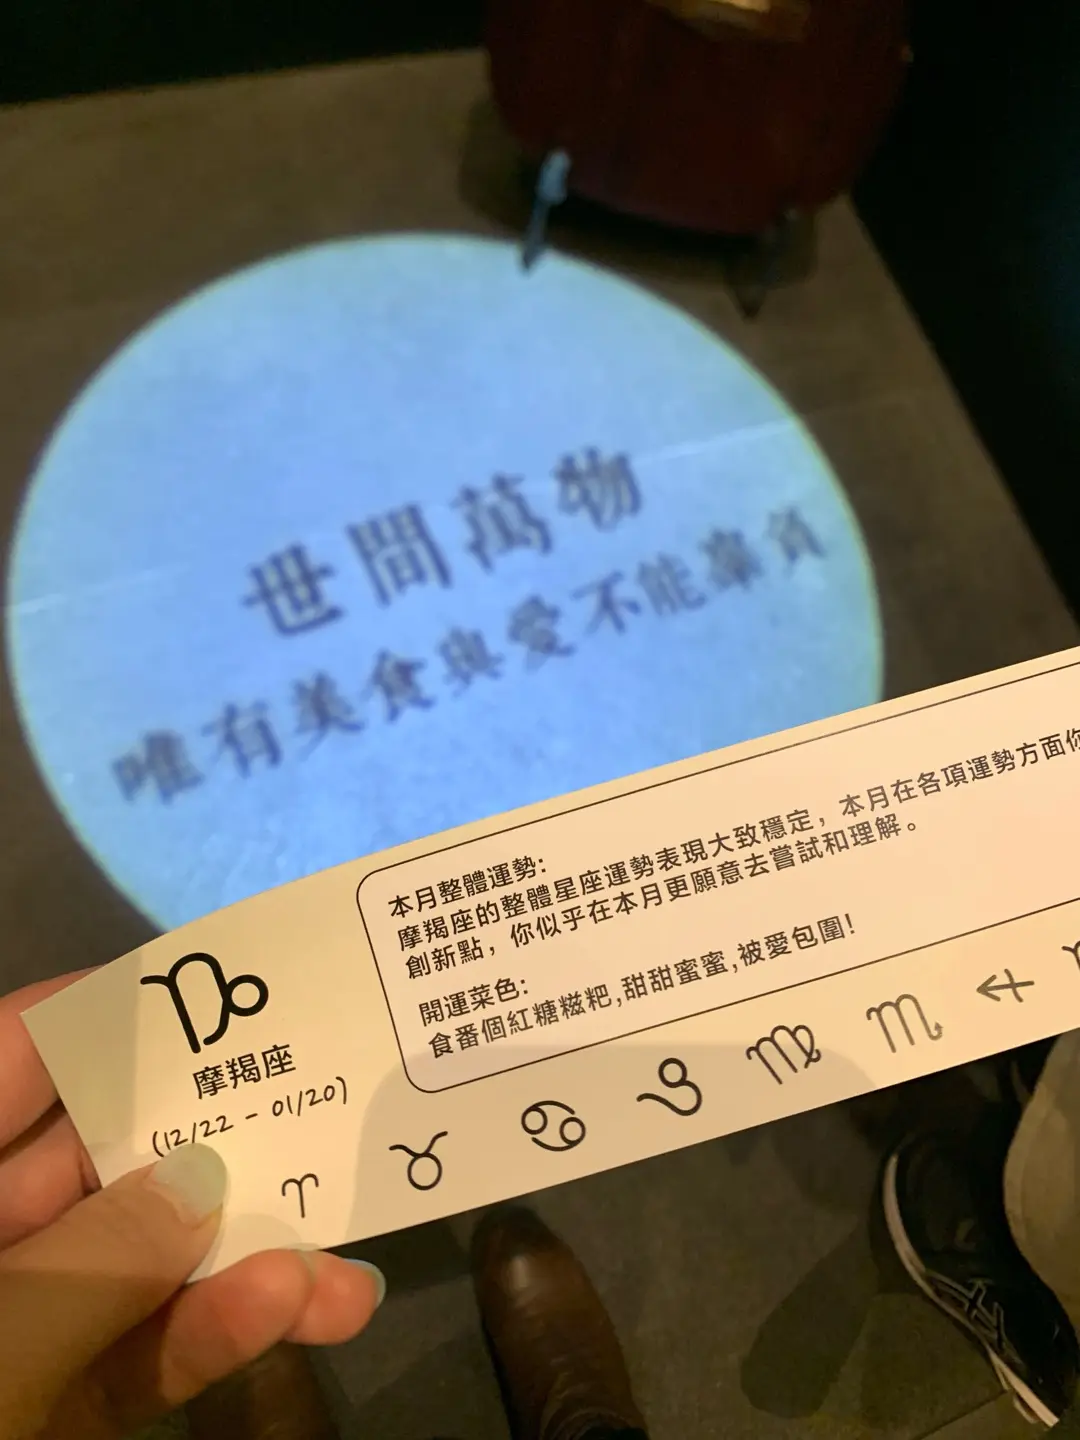 世間萬物
唯有美食與愛不能辜負
本月整體運勢:
摩羯座的整體星座運勢表現大致穩定，本月在各項運勢方面你
創新點，你似乎在本月更願意去嘗試和理解。
開運菜色:
食番個紅糖糍粑,甜甜蜜蜜,被愛包圍!
摩羯座
(12/22 - 01/20)